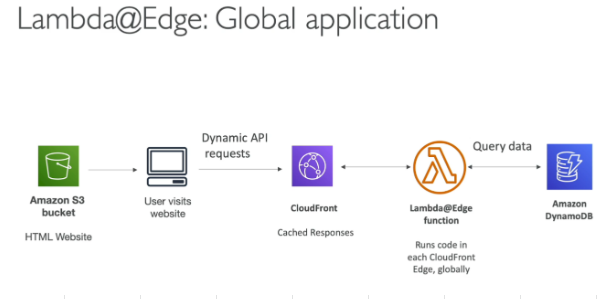 Lambda@Edge: Global application
Dynamic API
requests
Query data
Amazon S3
bucket
HTML Website
User visits
website
CloudFront
Cached Responses
Lambda@Edge
function
Runs code in
each CloudFront
Edge, globally
Amazon
DynamoDB